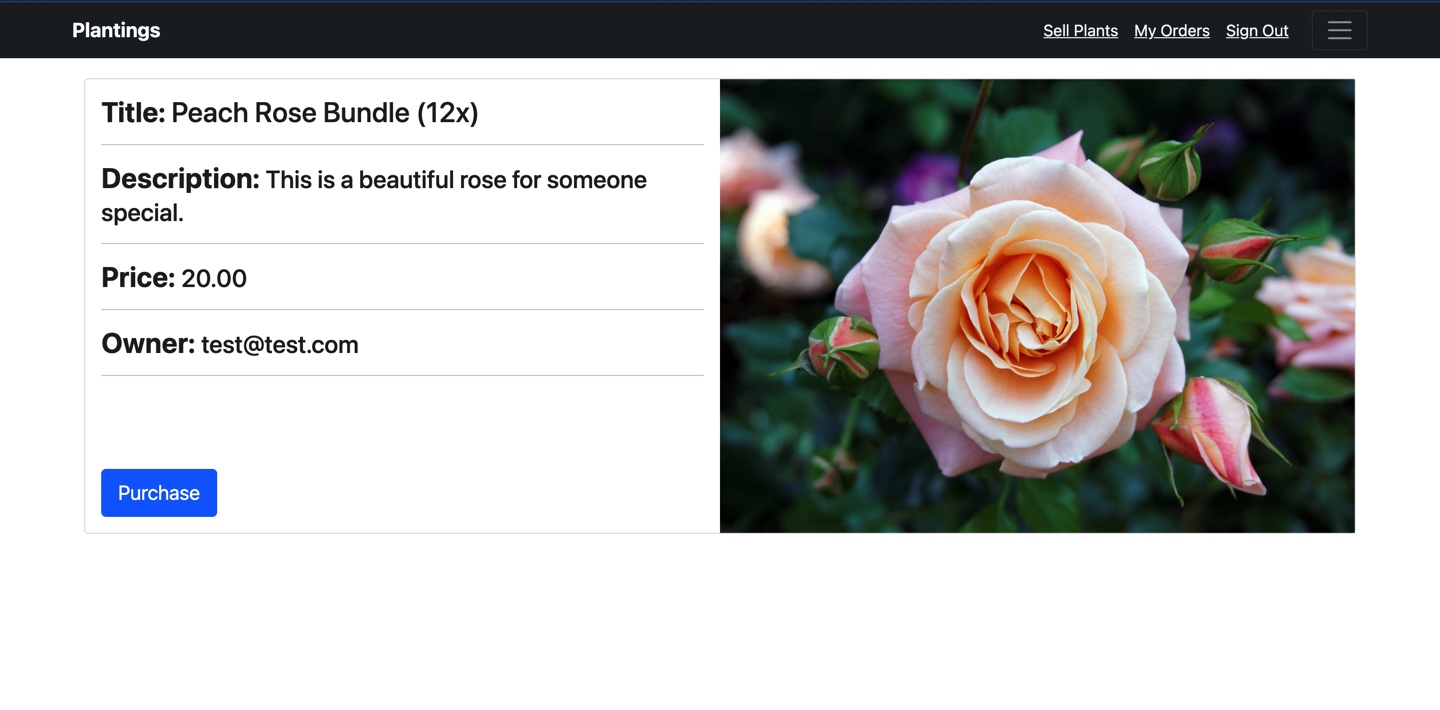 Plantings
Sell Plants My Orders Sign Out
Title: Peach Rose Bundle (12x)
Description: This is a beautiful rose for someone
special.
Price: 20.00
Owner: test@test.com
Purchase